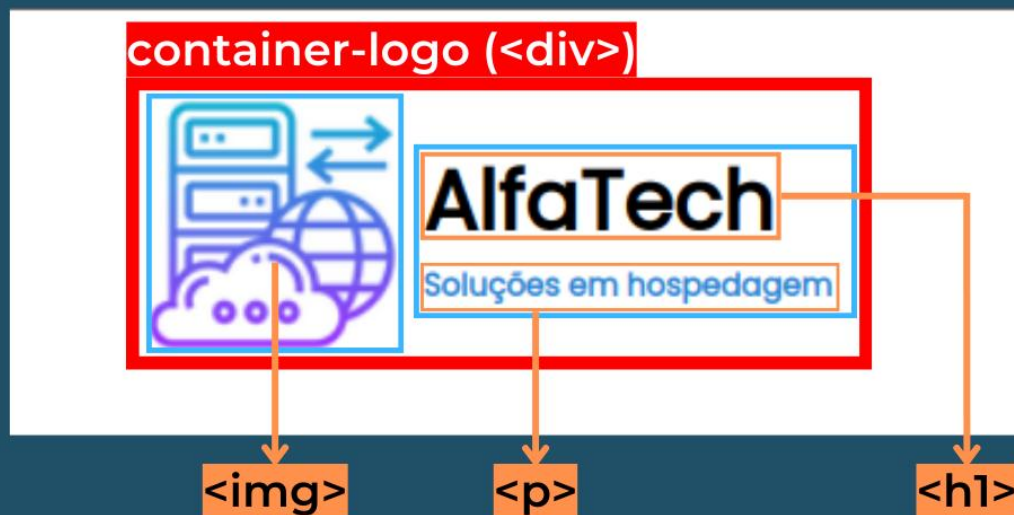 container-logo (<div>)
AlfaTech
Soluções em hospedagem
<img>
<p>
<h1>